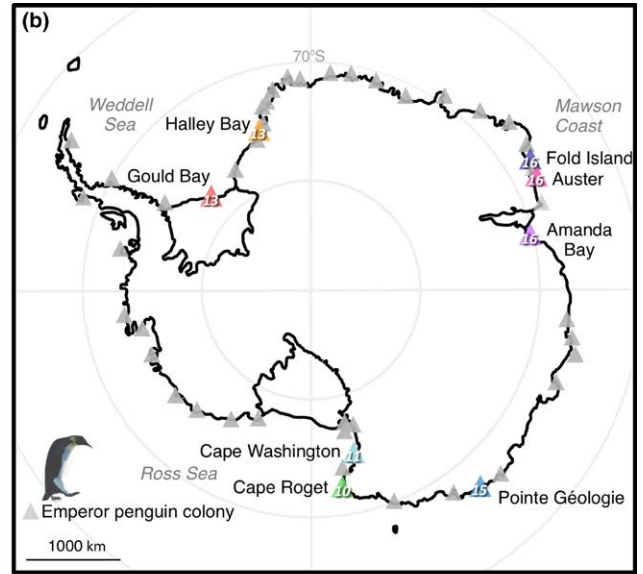 (b)
70°S
Weddell
Sea
Mawson
Coast
Halley Bay
13
Fold Island
16
Gould Bay
Auster
16
13
Amanda
Bay
16
Cape Washington
11
Ross Sea
Cape Roget
10
15
Pointe Géologie
Emperor penguin colony
1000 km